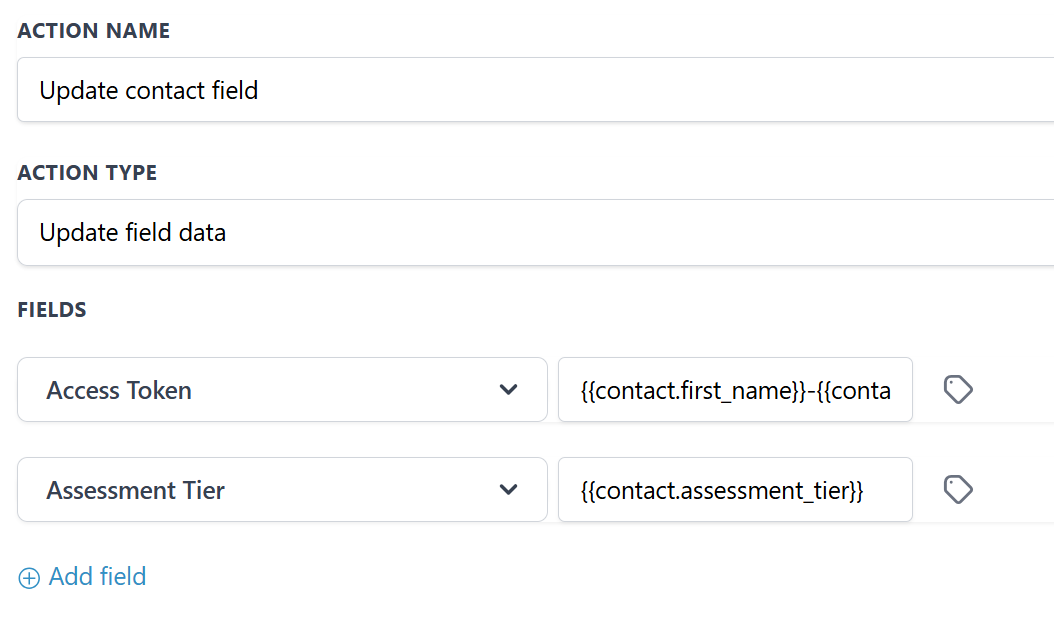 ACTION NAME
Update contact field
ACTION TYPE
Update field data
FIELDS
Access Token {{contact.first_name}}-{{conta
Assessment Tier {{contact.assessment_tier}}
Add field